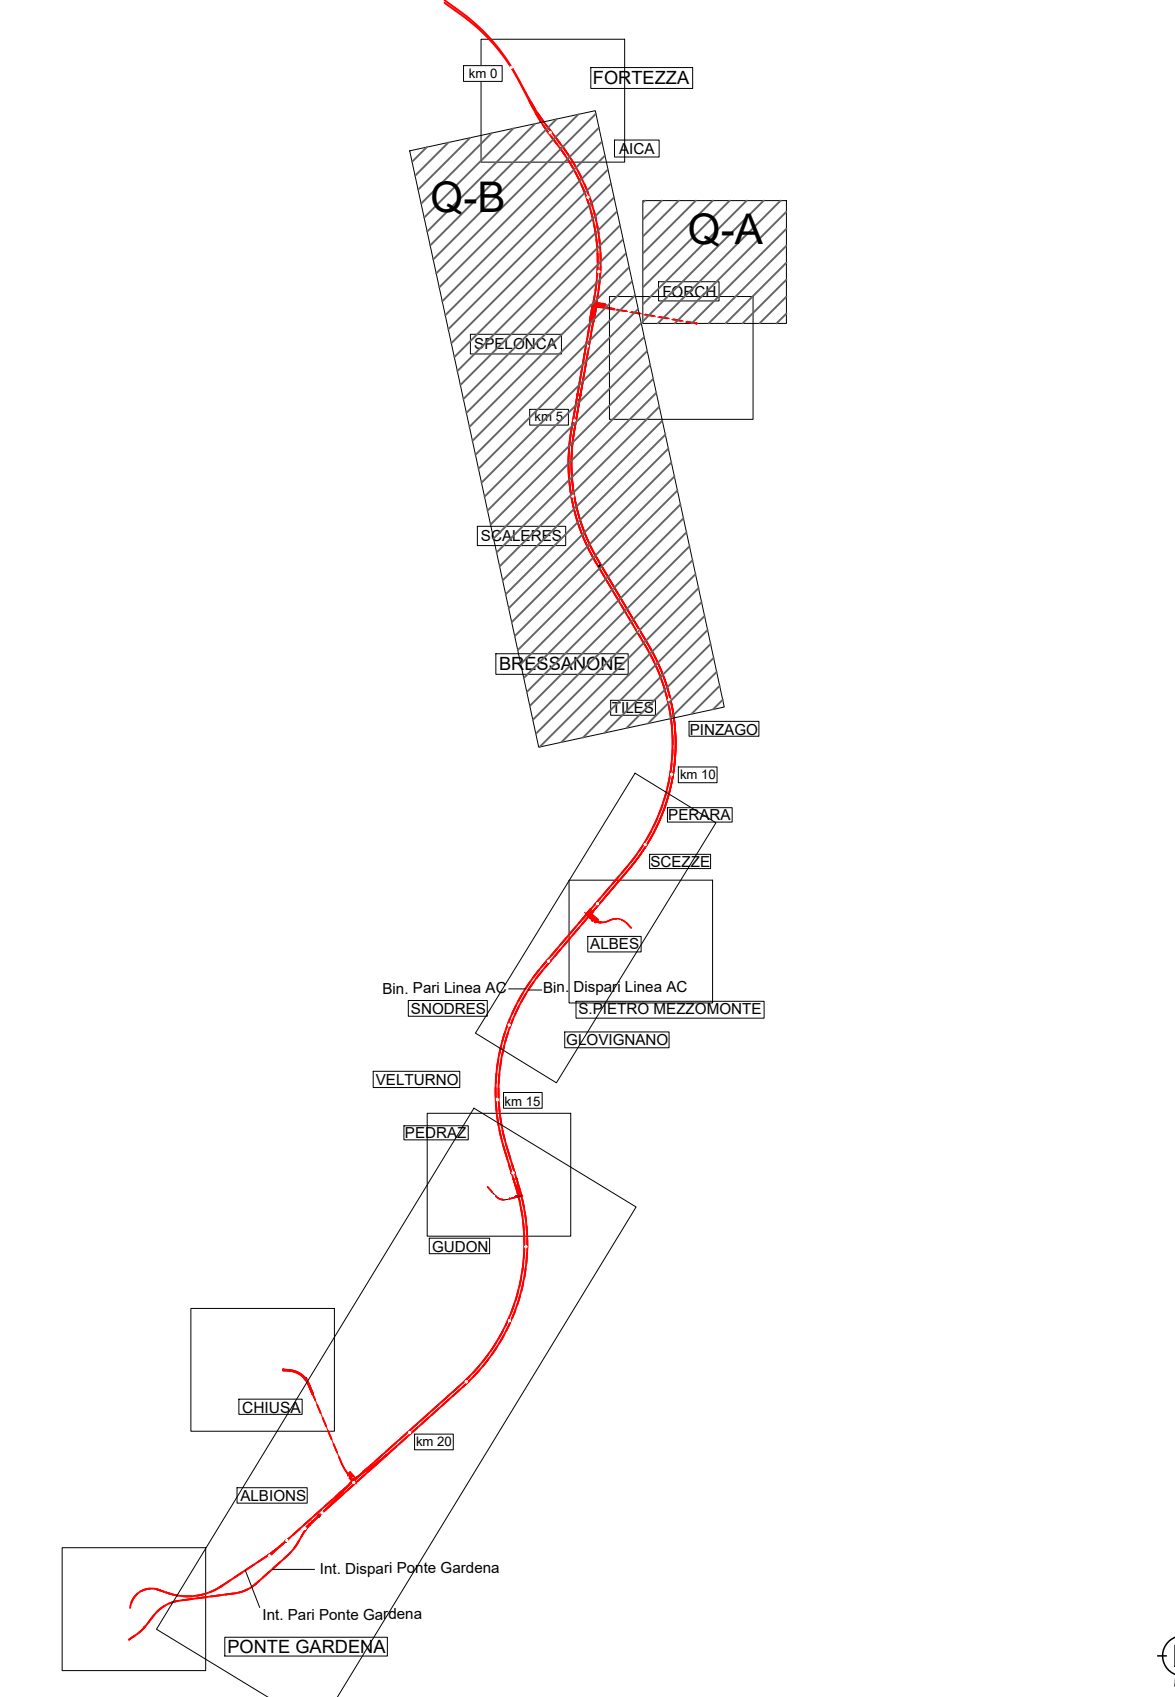 km 0
FORTEZZA
AICA
Q-B
Q-A
FORCH
SPELONCA
km 5
SCALERES
BRESSANONE
TILES
PINZAGO
km 10
PERARA
SCEZZE
ALBES
Bin. Pari Linea AC
Bin. Dispari Linea AC
SNODRES
S.PIETRO MEZZOMONTE
GLOVIGNANO
VELTURNO
km 15
PEDRAZ
GUDON
CHIUSA
km 20
ALBIONS
Int. Dispari Ponte Gardena
Int. Pari Ponte Gardena
PONTE GARDENA